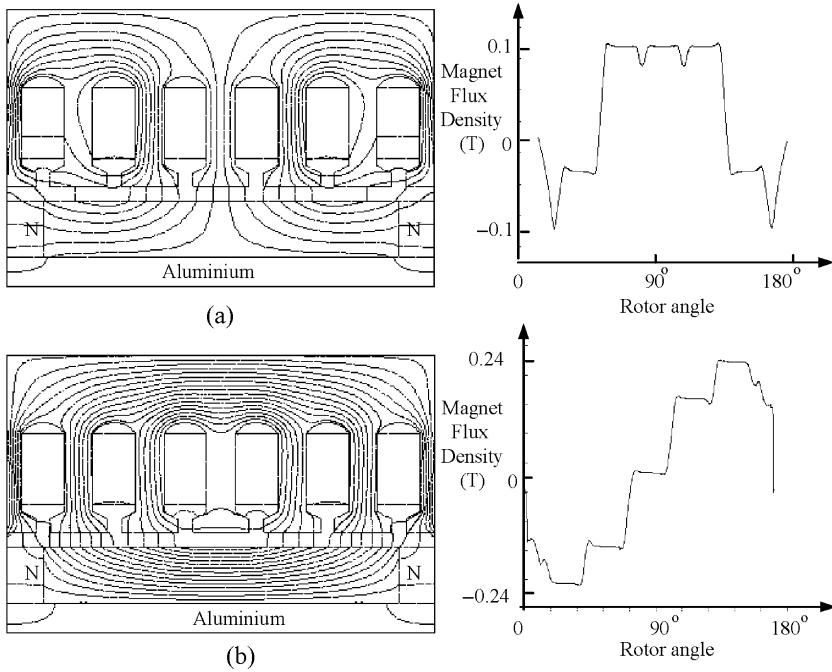 N N
Aluminium
(a)
0.1
Magnet
Flux
Density
(T)
0
−0.1
0 90° 180°
Rotor angle
N N
Aluminium
(b)
0.24
Magnet
Flux
Density
(T)
0
−0.24
0 90° 180°
Rotor angle